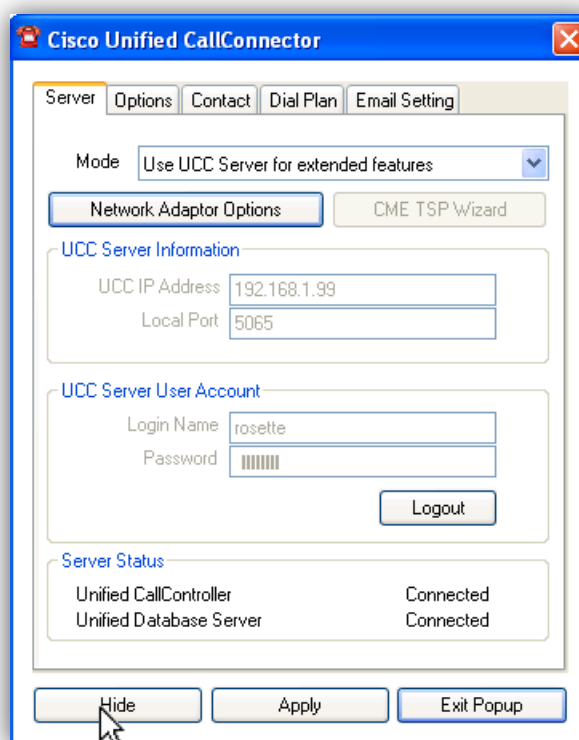 Cisco Unified CallConnector
Server Options Contact Dial Plan Email Setting
Mode Use UCC Server for extended features
Network Adaptor Options CME TSP Wizard
UCC Server Information
UCC IP Address 192.168.1.99
Local Port 5065
UCC Server User Account
Login Name rosette
Password
Logout
Server Status
Unified CallController Connected
Unified Database Server Connected
Hide Apply Exit Popup